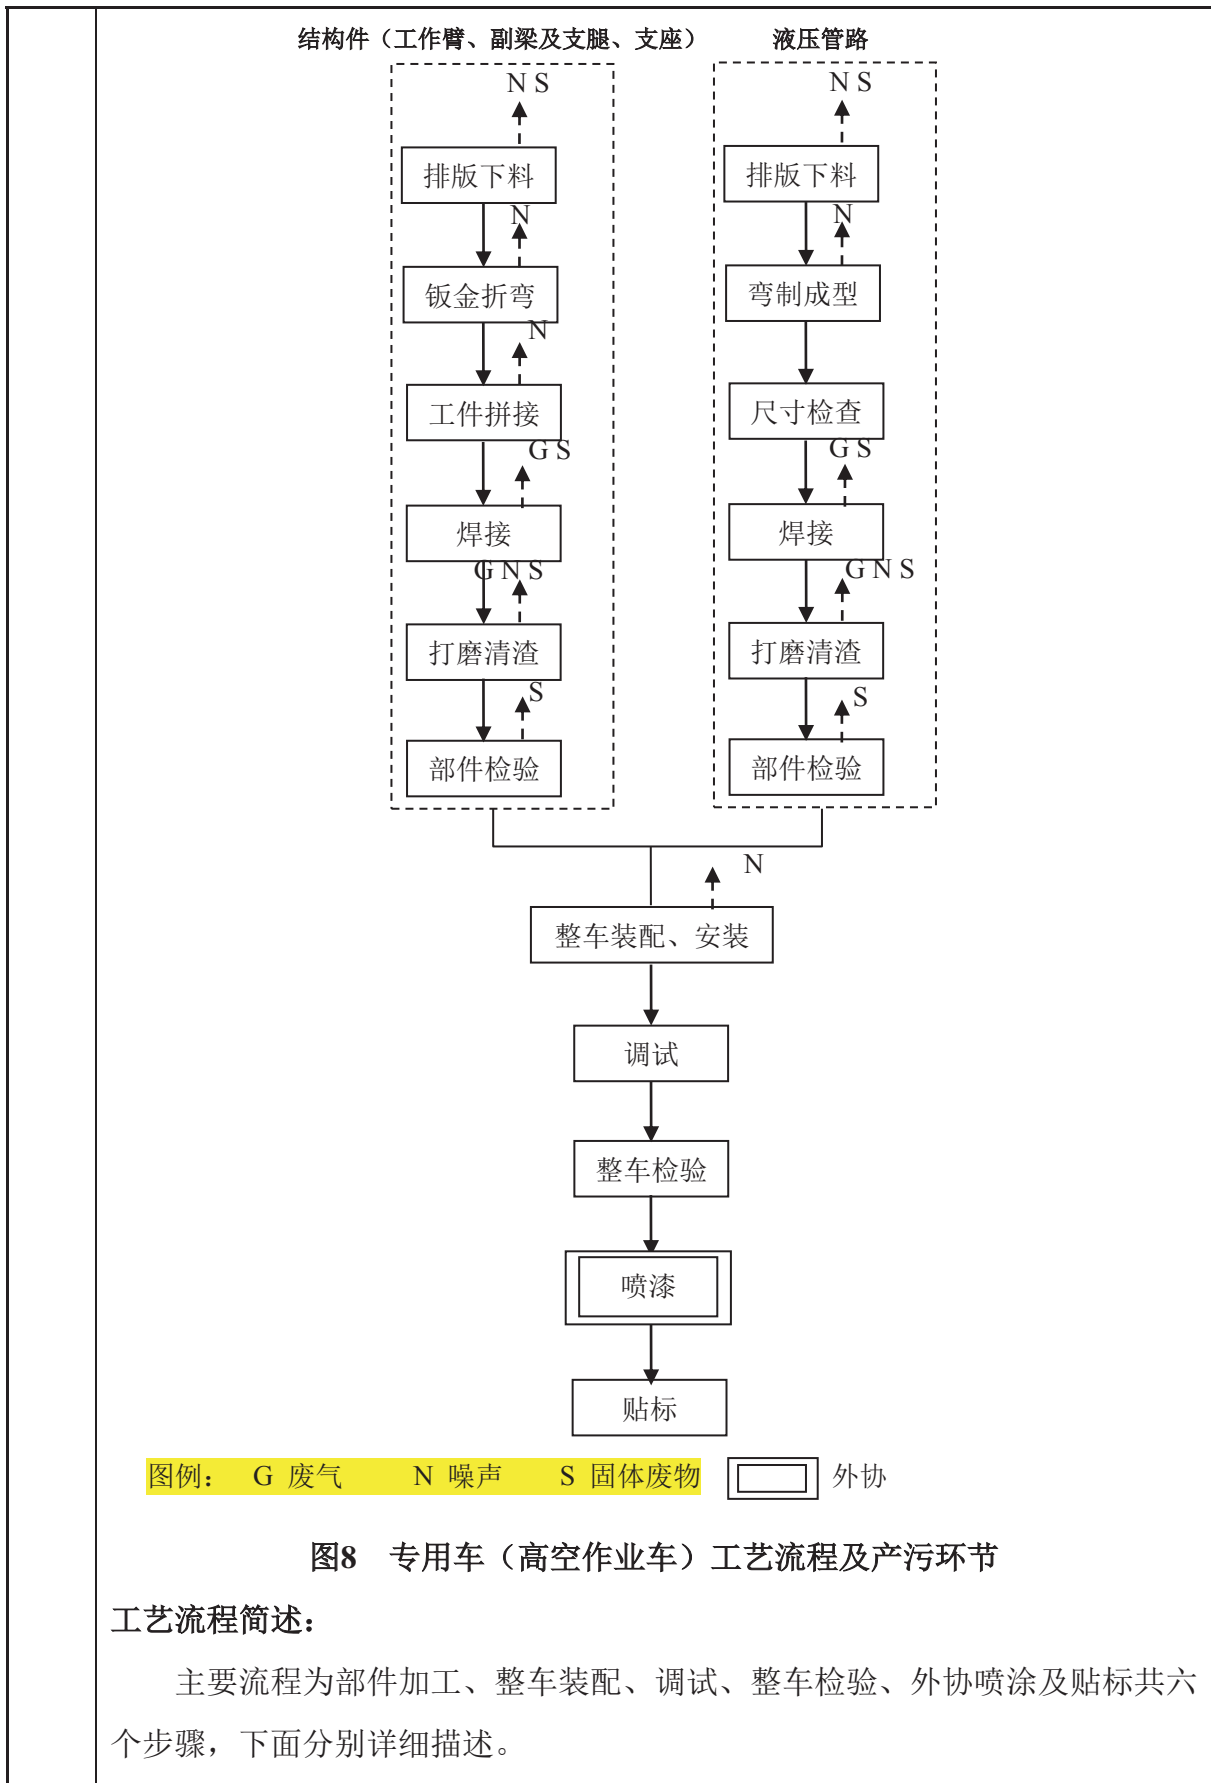 结构件（工作臂、副梁及支腿、支座）
N S
排版下料
N
钣金折弯
N
工件拼接
G S
焊接
G N S
打磨清渣
S
部件检验
液压管路
N S
排版下料
N
弯制成型
尺寸检查
G S
焊接
G N S
打磨清渣
S
部件检验
N
整车装配、安装
调试
整车检验
喷漆
贴标
图例： G 废气 N 噪声 S 固体废物 外协
图8 专用车（高空作业车）工艺流程及产污环节
工艺流程简述：
主要流程为部件加工、整车装配、调试、整车检验、外协喷涂及贴标共六
个步骤，下面分别详细描述。